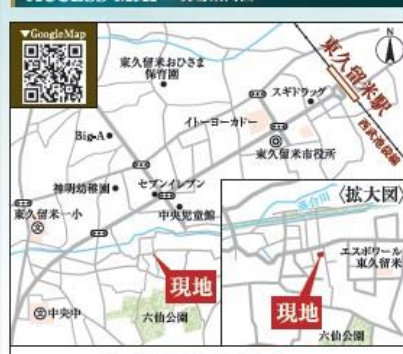 ACCESS MAP
▼GoogleMap
N
東久留米駅
西武池袋線
東久留米おひさま
保育園
スギドラッグ
イトーヨーカドー
Big-A
東久留米市役所
神明幼稚園
セブンイレブン
中央児童館
東久留米一小
文
〈拡大図〉
落合川
エスポワール
東久留米
現地
現地
文中央中
六仙公園
六仙公園